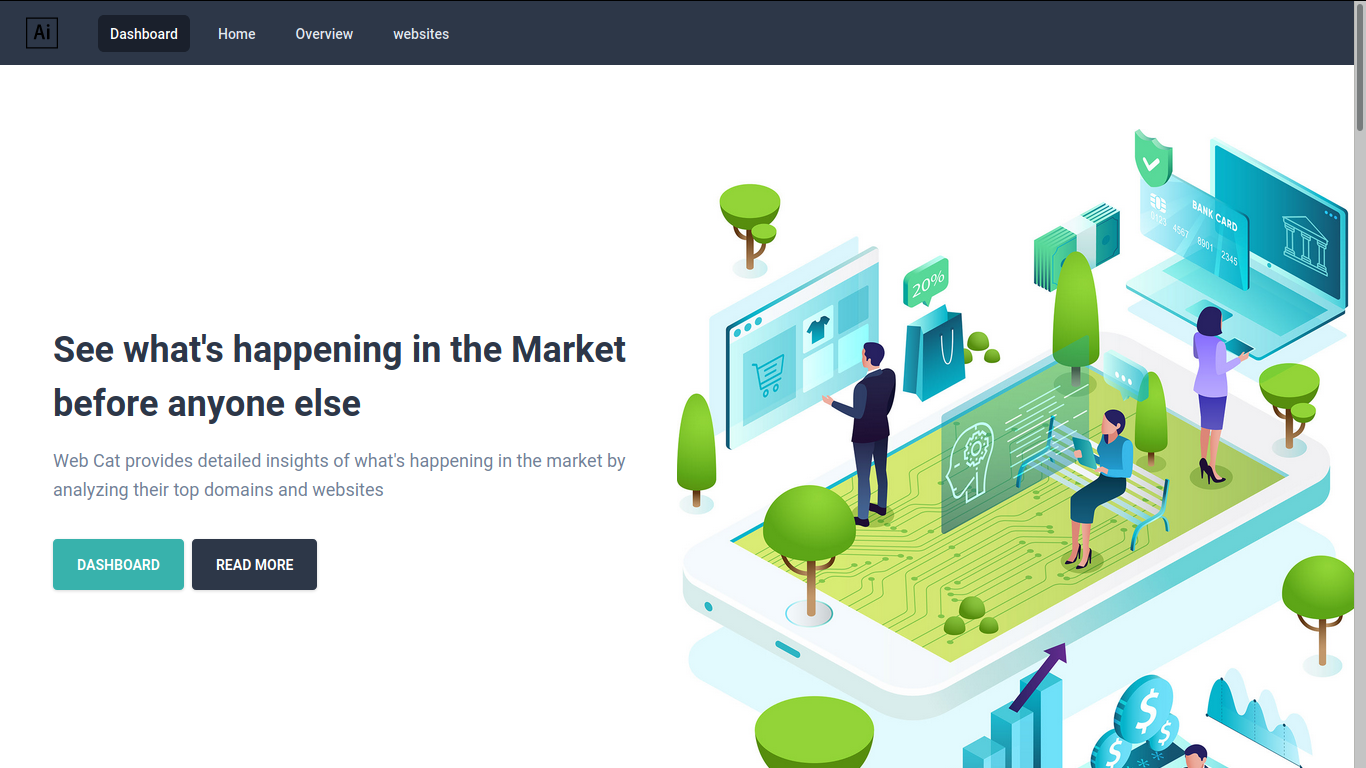 Ai
Dashboard
Home
Overview
websites
See what's happening in the Market
before anyone else
Web Cat provides detailed insights of what's happening in the market by
analyzing their top domains and websites
DASHBOARD
READ MORE
20%
BANK CARD
0123 4567 8901 2345
$
$
$